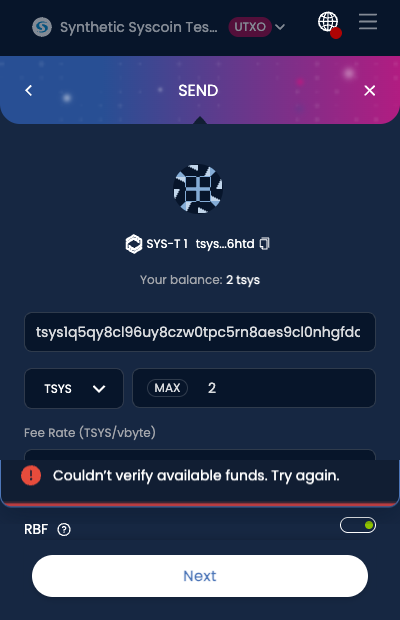 Synthetic Syscoin Tes... UTXO
SEND
SYS-T 1 tsys...6htd
Your balance: 2 tsys
tsys1q5qy8cl96uy8czw0tpc5rn8aes9cl0nhgfdc
TSYS MAX 2
Fee Rate (TSYS/vbyte)
Couldn't verify available funds. Try again.
RBF
Next